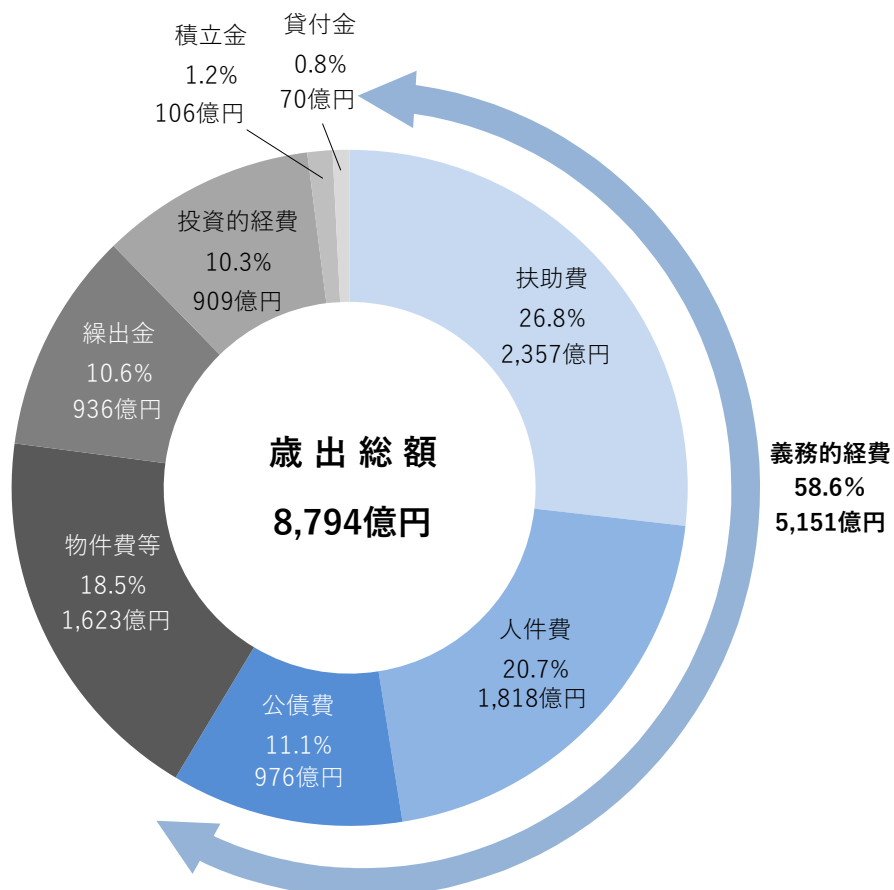 貸付金
0.8%
70億円
積立金
1.2%
106億円
投資的経費
10.3%
909億円
扶助費
26.8%
2,357億円
繰出金
10.6%
936億円
歳出総額
8,794億円
義務的経費
58.6%
5,151億円
物件費等
18.5%
1,623億円
人件費
20.7%
1,818億円
公債費
11.1%
976億円